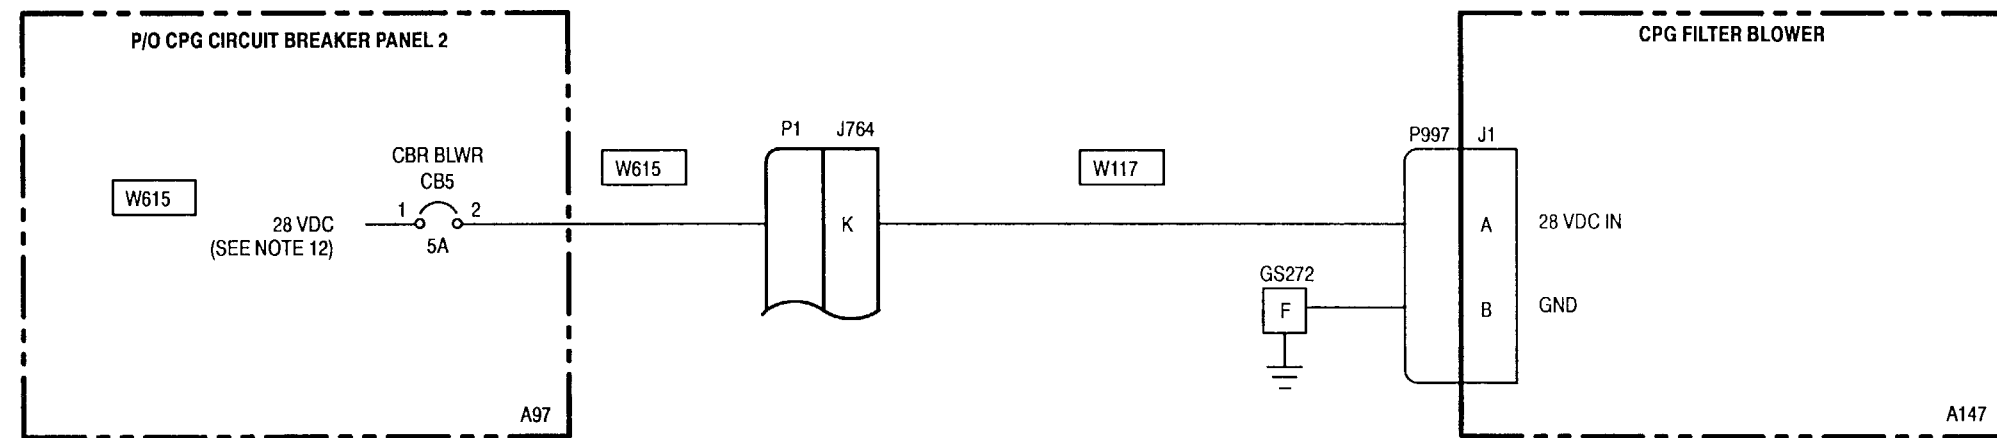 P/O CPG CIRCUIT BREAKER PANEL 2
W615
28 VDC
(SEE NOTE 12)
CBR BLWR
CB5
1
2
5A
A97
W615
P1
J764
K
W117
GS272
F
CPG FILTER BLOWER
P997
J1
A
28 VDC IN
B
GND
A147